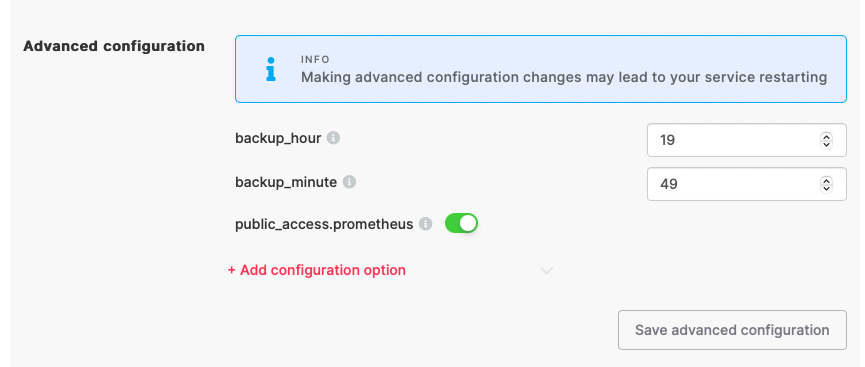 Advanced configuration
INFO
Making advanced configuration changes may lead to your service restarting
backup_hour
19
backup_minute
49
public_access.prometheus
+ Add configuration option
Save advanced configuration